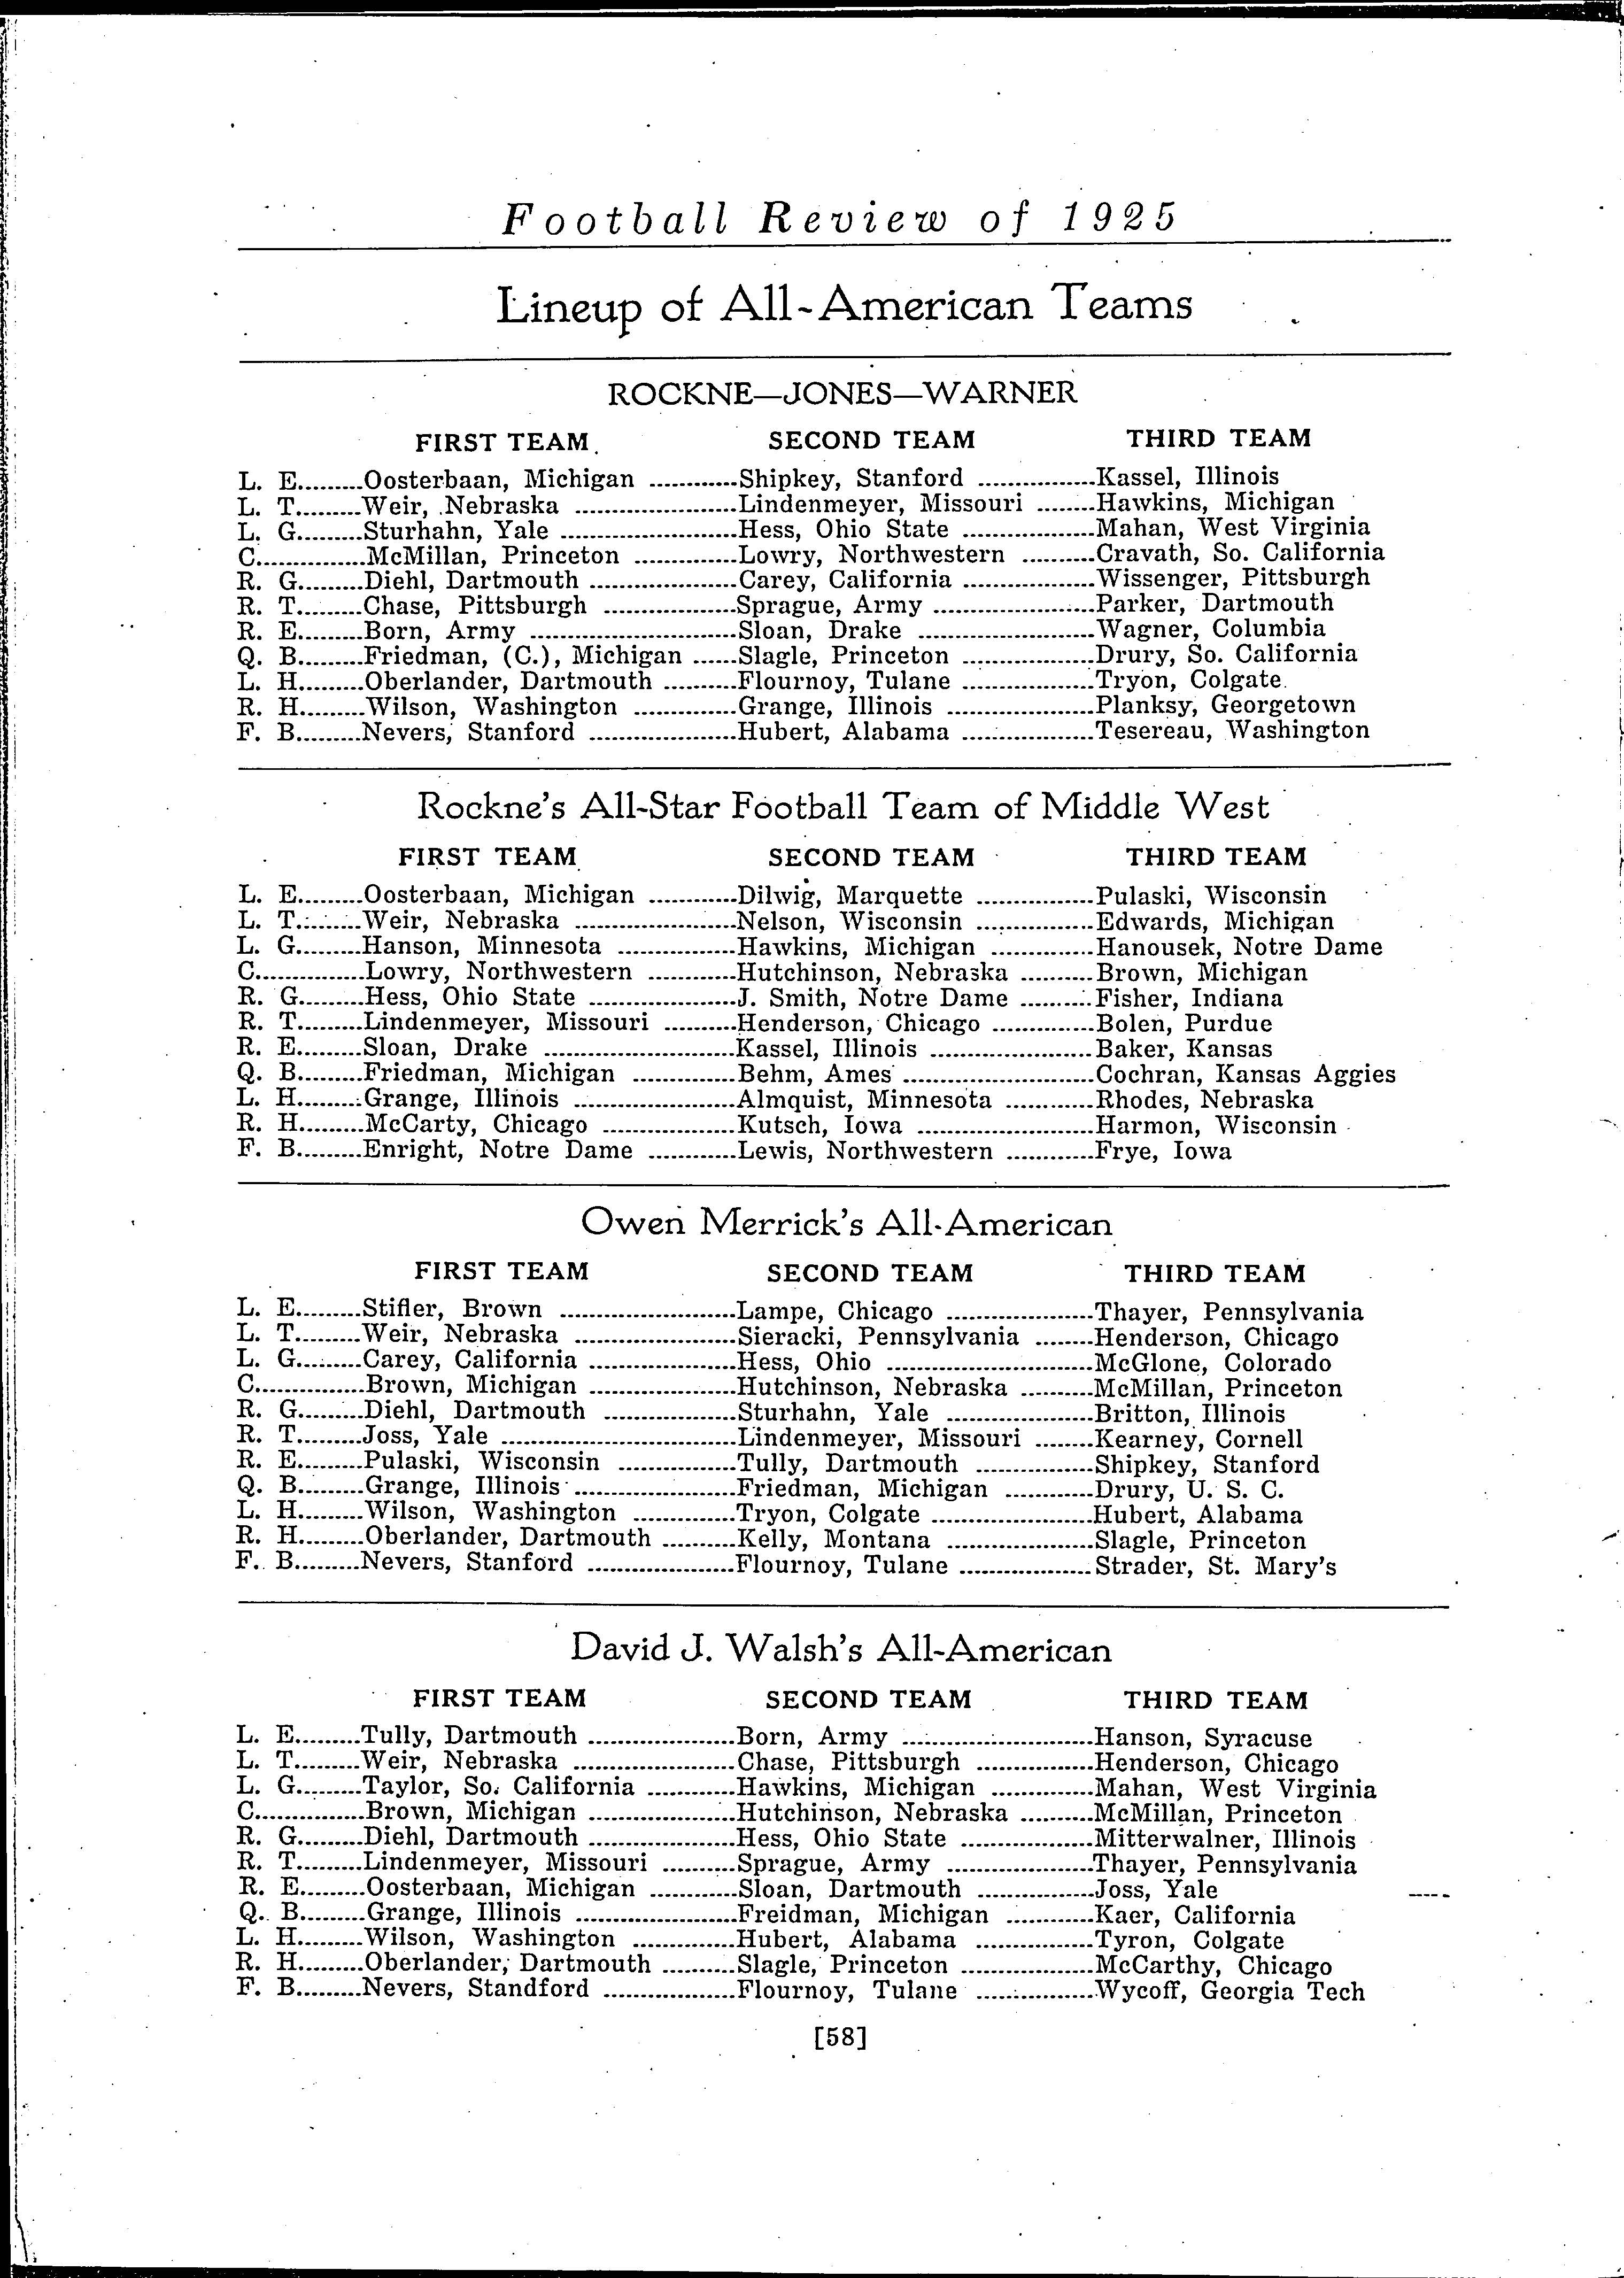 Football Review of 1925
Lineup of All-American Teams
ROCKNE—JONES—WARNER
FIRST TEAM SECOND TEAM THIRD TEAM
L. E.........Oosterbaan, Michigan ............Shipkey, Stanford ................Kassel, Illinois
L. T.........Weir, Nebraska ......................Lindenmeyer, Missouri ........Hawkins, Michigan
L. G.........Sturhahn, Yale ........................Hess, Ohio State ..................Mahan, West Virginia
C...............McMillan, Princeton ..............Lowry, Northwestern ..........Cravath, So. California
R. G.........Diehl, Dartmouth ....................Carey, California ..................Wissenger, Pittsburgh
R. T.........Chase, Pittsburgh ..................Sprague, Army ......................Parker, Dartmouth
R. E.........Born, Army ............................Sloan, Drake ........................Wagner, Columbia
Q. B.........Friedman, (C.), Michigan ......Slagle, Princeton ..................Drury, So. California
L. H.........Oberlander, Dartmouth ..........Flournoy, Tulane ..................Tryon, Colgate.
R. H.........Wilson, Washington ..............Grange, Illinois ....................Planksy, Georgetown
F. B.........Nevers, Stanford ....................Hubert, Alabama ..................Tesereau, Washington
Rockne's All-Star Football Team of Middle West
FIRST TEAM SECOND TEAM THIRD TEAM
L. E.........Oosterbaan, Michigan ............Dilwig, Marquette ................Pulaski, Wisconsin
L. T.........Weir, Nebraska ......................Nelson, Wisconsin ................Edwards, Michigan
L. G.........Hanson, Minnesota ................Hawkins, Michigan ..............Hanousek, Notre Dame
C...............Lowry, Northwestern ............Hutchinson, Nebraska ..........Brown, Michigan
R. G.........Hess, Ohio State ....................J. Smith, Notre Dame ..........Fisher, Indiana
R. T.........Lindenmeyer, Missouri ..........Henderson, Chicago ..............Bolen, Purdue
R. E.........Sloan, Drake ..........................Kassel, Illinois ......................Baker, Kansas
Q. B.........Friedman, Michigan ..............Behm, Ames ..........................Cochran, Kansas Aggies
L. H.........Grange, Illinois ......................Almquist, Minnesota ............Rhodes, Nebraska
R. H.........McCarty, Chicago ..................Kutsch, Iowa ........................Harmon, Wisconsin
F. B.........Enright, Notre Dame ............Lewis, Northwestern ............Frye, Iowa
Owen Merrick's All-American
FIRST TEAM SECOND TEAM THIRD TEAM
L. E.........Stifler, Brown ........................Lampe, Chicago ....................Thayer, Pennsylvania
L. T.........Weir, Nebraska ......................Sieracki, Pennsylvania ........Henderson, Chicago
L. G.........Carey, California ....................Hess, Ohio ............................McGlone, Colorado
C...............Brown, Michigan ....................Hutchinson, Nebraska ..........McMillan, Princeton
R. G.........Diehl, Dartmouth ..................Sturhahn, Yale ....................Britton, Illinois
R. T.........Joss, Yale ................................Lindenmeyer, Missouri ........Kearney, Cornell
R. E.........Pulaski, Wisconsin ................Tully, Dartmouth ................Shipkey, Stanford
Q. B.........Grange, Illinois ......................Friedman, Michigan ............Drury, U. S. C.
L. H.........Wilson, Washington ..............Tryon, Colgate ......................Hubert, Alabama
R. H.........Oberlander, Dartmouth ..........Kelly, Montana ....................Slagle, Princeton
F. B.........Nevers, Stanford ....................Flournoy, Tulane ..................Strader, St. Mary's
David J. Walsh's All-American
FIRST TEAM SECOND TEAM THIRD TEAM
L. E.........Tully, Dartmouth ....................Born, Army ..........................Hanson, Syracuse
L. T.........Weir, Nebraska ......................Chase, Pittsburgh ................Henderson, Chicago
L. G.........Taylor, So. California ............Hawkins, Michigan ..............Mahan, West Virginia
C...............Brown, Michigan ....................Hutchinson, Nebraska ..........McMillan, Princeton
R. G.........Diehl, Dartmouth ....................Hess, Ohio State ..................Mitterwalner, Illinois
R. T.........Lindenmeyer, Missouri ..........Sprague, Army ....................Thayer, Pennsylvania
R. E.........Oosterbaan, Michigan ............Sloan, Dartmouth ................Joss, Yale
Q. B.........Grange, Illinois ......................Freidman, Michigan ............Kaer, California
L. H.........Wilson, Washington ..............Hubert, Alabama ................Tyron, Colgate
R. H.........Oberlander, Dartmouth ..........Slagle, Princeton ..................McCarthy, Chicago
F. B.........Nevers, Standford ..................Flournoy, Tulane ................Wycoff, Georgia Tech
[58]